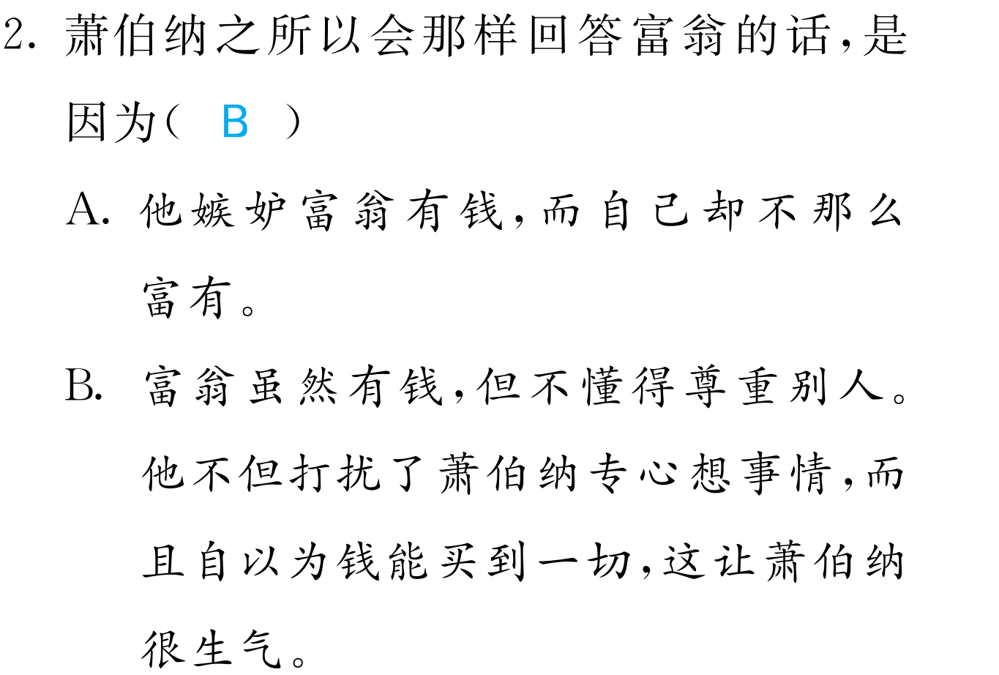 2. 萧伯纳之所以会那样回答富翁的话,是
因为( B )
A. 他嫉妒富翁有钱,而自己却不那么
富有。
B. 富翁虽然有钱,但不懂得尊重别人。
他不但打扰了萧伯纳专心想事情,而
且自以为钱能买到一切,这让萧伯纳
很生气。